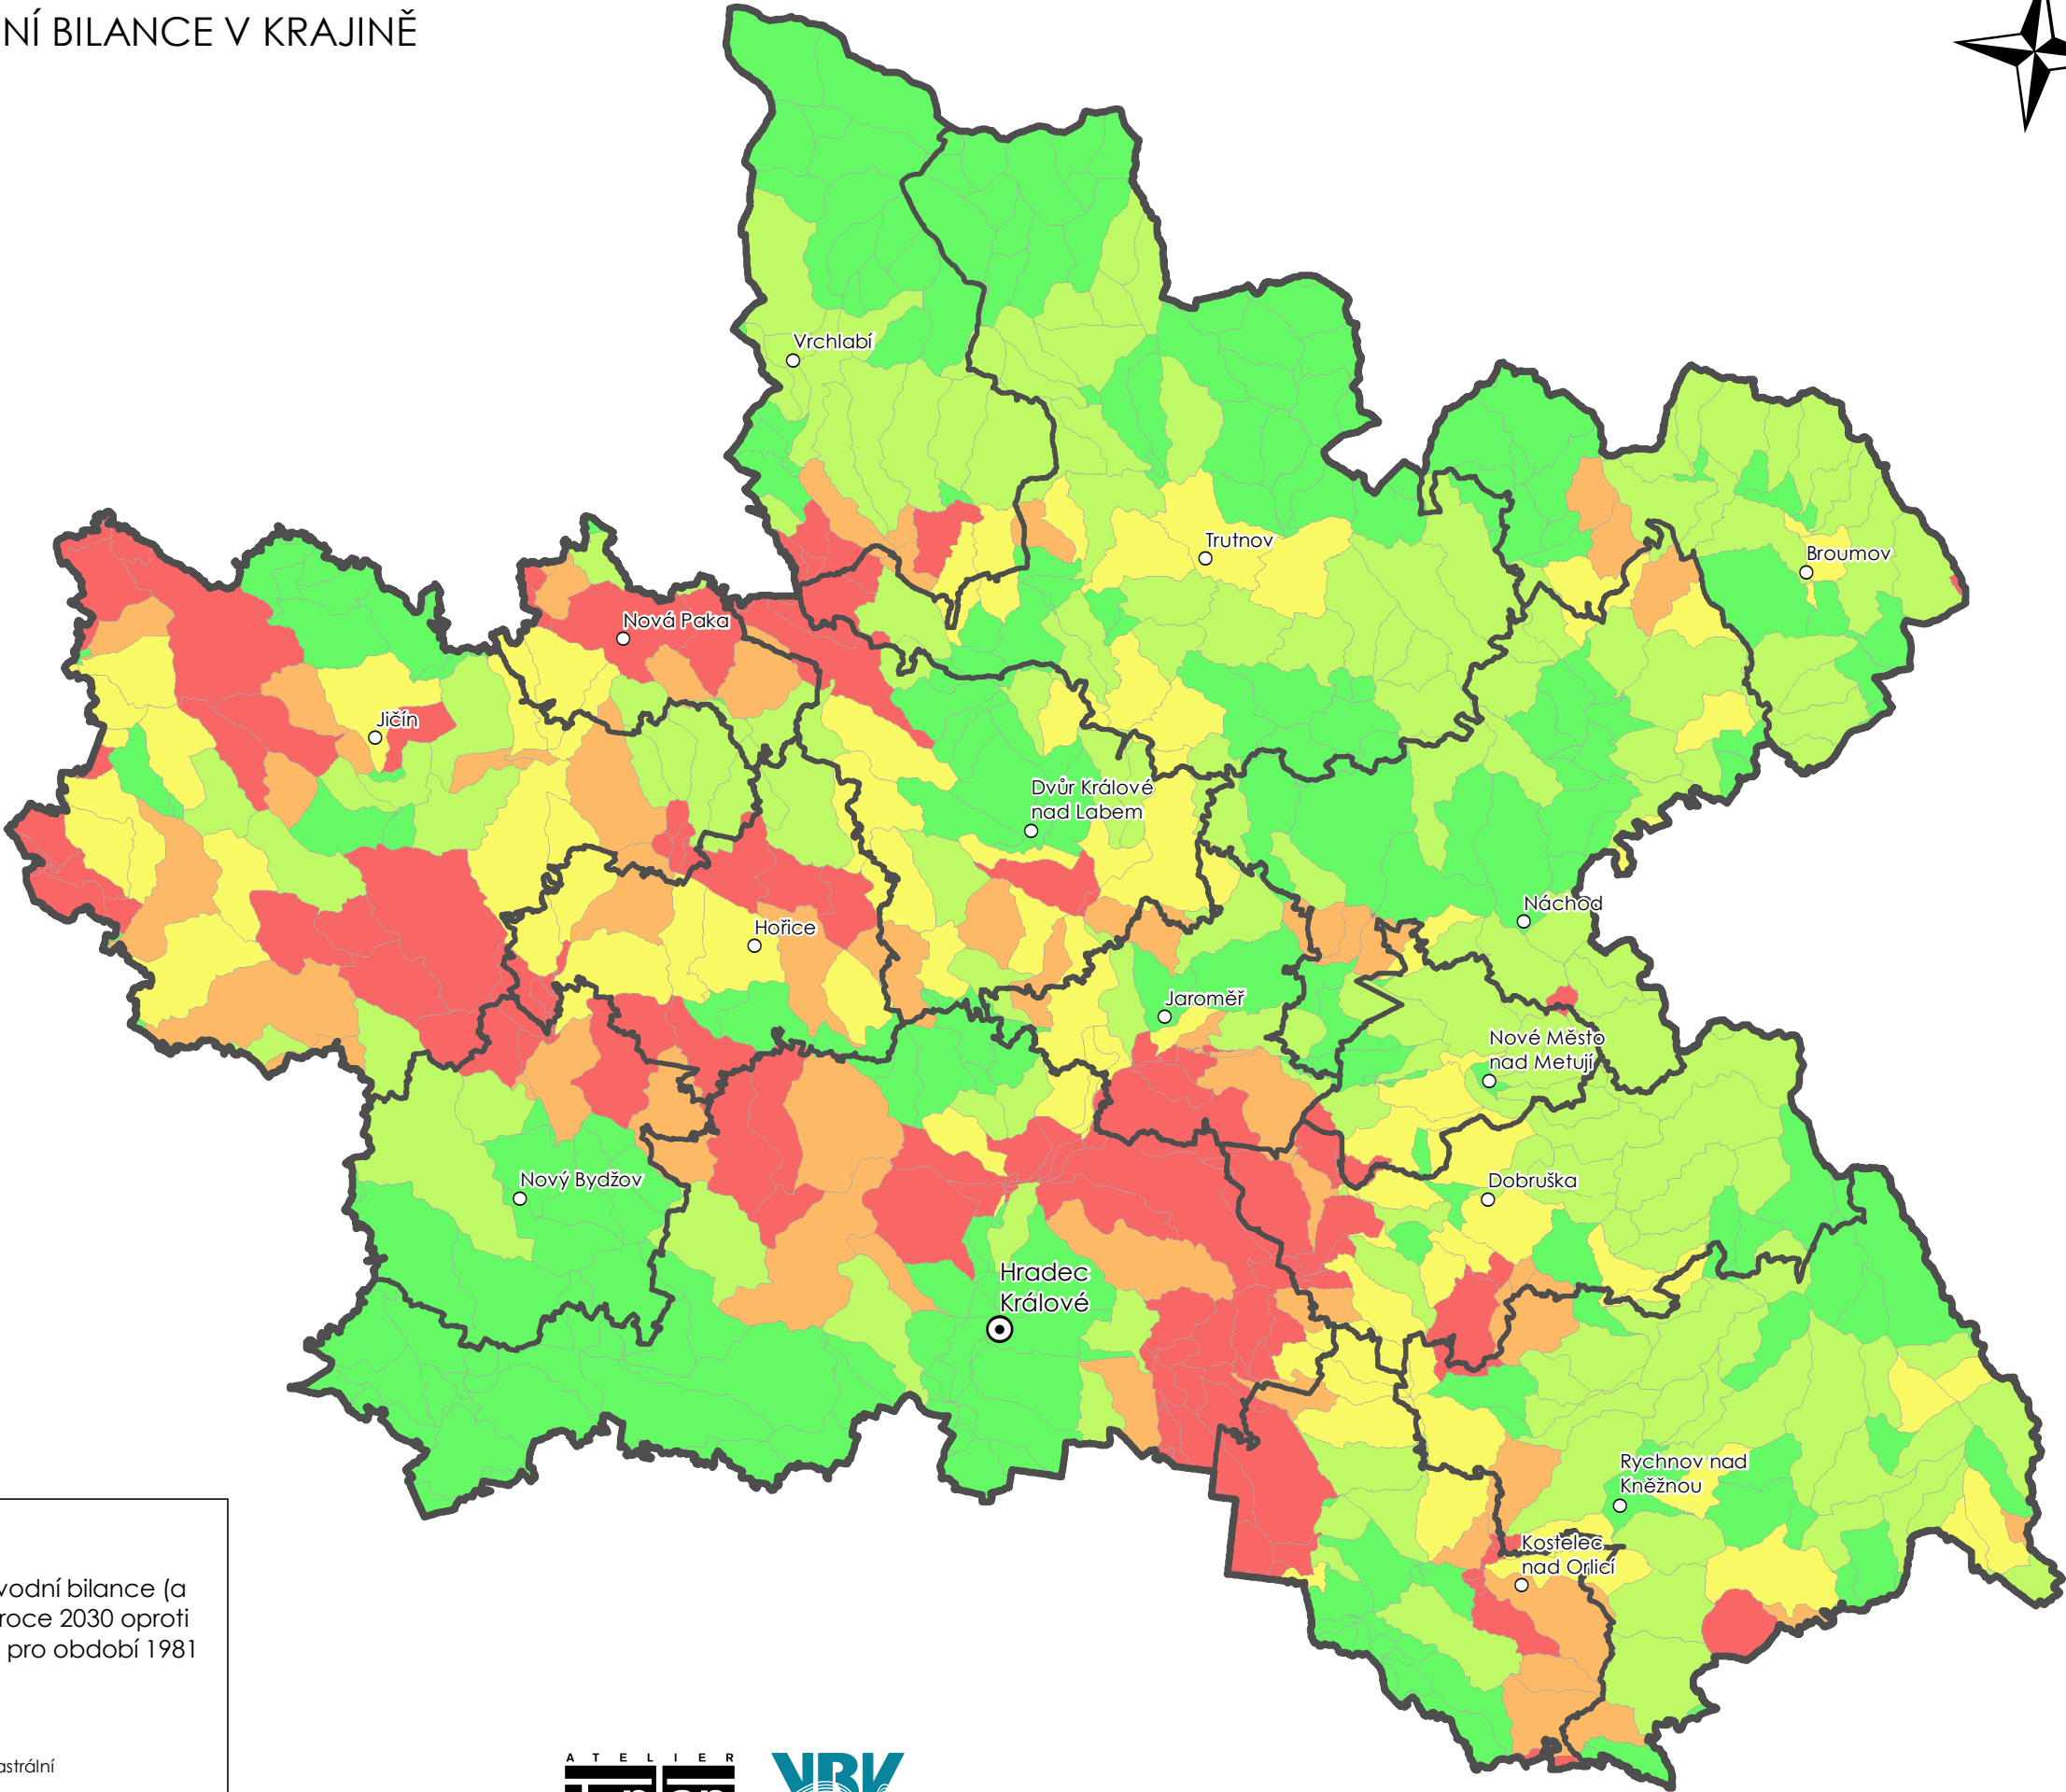 NÍ BILANCE V KRAJINĚ
Vrchlabí
Trutnov
Broumov
Nová Paka
Jičín
Dvůr Králové
nad Labem
Náchod
Hořice
Jaroměř
Nové Město
nad Metují
Nový Bydžov
Dobruška
Hradec
Králové
Rychnov nad
Kněžnou
Kostelec
nad Orlicí
vodní bilance (a
roce 2030 oproti
pro období 1981
astrální
ATELIER
VRV